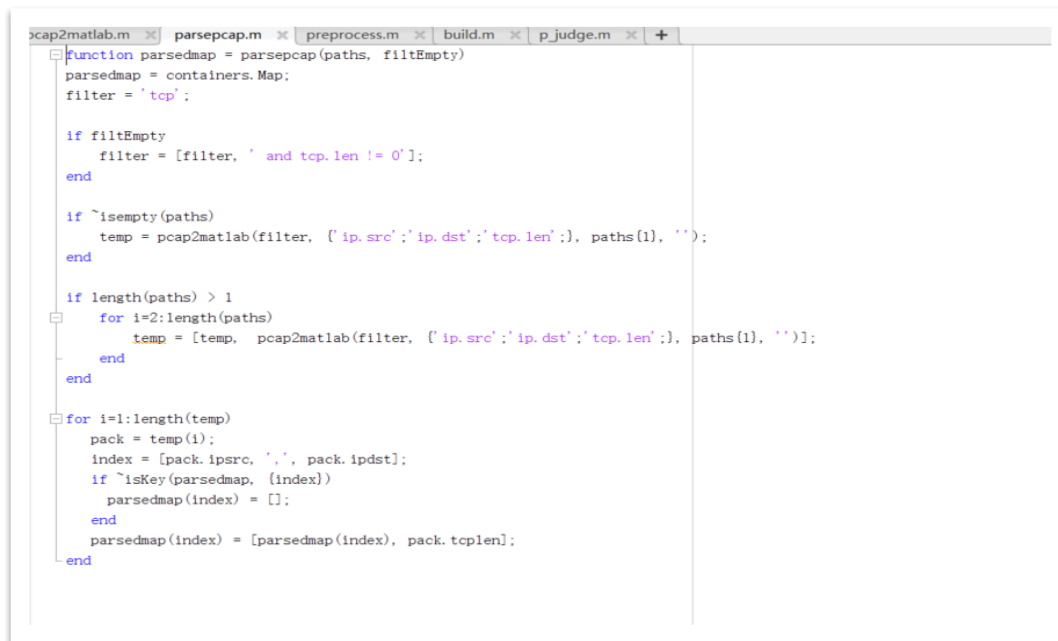 pcap2matlab.m × parsepcap.m × preprocess.m × build.m × p_judge.m × +
function parsedmap = parsepcap(paths, filtEmpty)
parsedmap = containers.Map;
filter = 'tcp';
if filtEmpty
filter = [filter, ' and tcp.len != 0'];
end
if ~isempty(paths)
temp = pcap2matlab(filter, {'ip.src';'ip.dst';'tcp.len';}, paths{1}, '');
end
if length(paths) > 1
for i=2:length(paths)
temp = [temp,  pcap2matlab(filter, {'ip.src';'ip.dst';'tcp.len';}, paths{1}, '')];
end
end
for i=1:length(temp)
pack = temp(i);
index = [pack.ipsrc, ',', pack.ipdst];
if ~isKey(parsedmap, {index})
parsedmap(index) = [];
end
parsedmap(index) = [parsedmap(index), pack.tcplen];
end